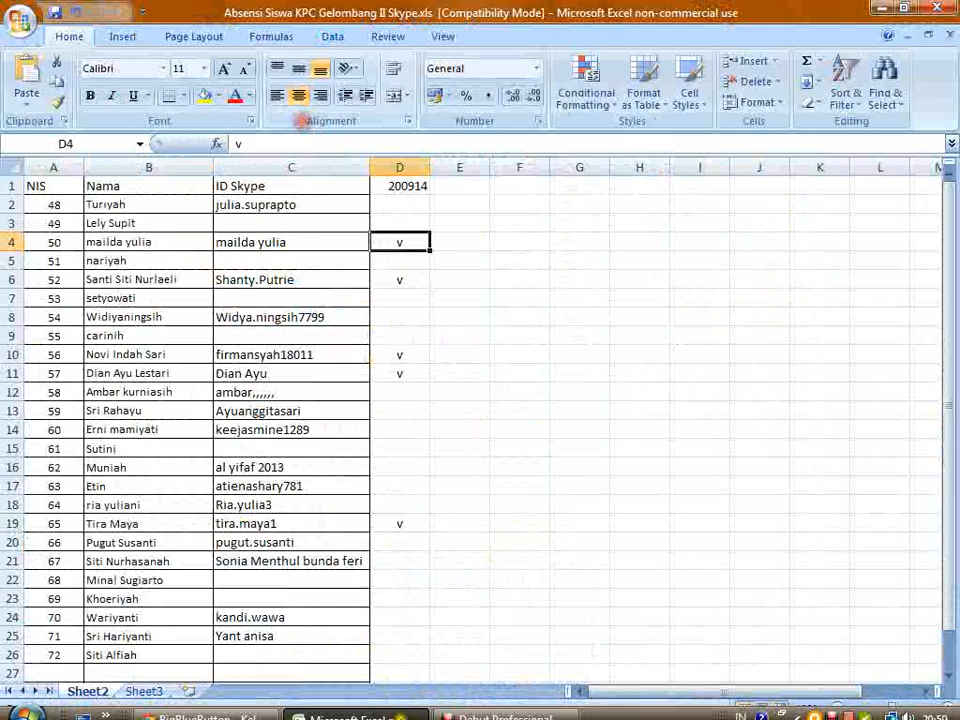 Absensi Siswa KPC Gelombang II Skype.xls [Compatibility Mode] - Microsoft Excel non-commercial use
Home Insert Page Layout Formulas Data Review View
Calibri 11 General Insert
Paste B I U % Conditional Formatting Format as Table Cell Styles Delete Format Sort & Filter Find & Select
Clipboard Font Alignment Number Styles Cells Editing
D4 fx v
A B C D E F G H I J K L M
1 NIS Nama ID Skype 200914
2 48 Turiyah julia.suprapto
3 49 Lely Supit
4 50 mailda yulia mailda yulia v
5 51 nariyah
6 52 Santi Siti Nurlaeli Shanty.Putrie v
7 53 setyowati
8 54 Widiyaningsih Widya.ningsih7799
9 55 carinih
10 56 Novi Indah Sari firmansyah18011 v
11 57 Dian Ayu Lestari Dian Ayu v
12 58 Ambar kurniasih ambar,,,,,,
13 59 Sri Rahayu Ayuanggitasari
14 60 Erni mamiyati keejasmine1289
15 61 Sutini
16 62 Muniah al yifaf 2013
17 63 Etin atienashary781
18 64 ria yuliani Ria.yulia3
19 65 Tira Maya tira.maya1 v
20 66 Pugut Susanti pugut.susanti
21 67 Siti Nurhasanah Sonia Menthul bunda feri
22 68 Minal Sugiarto
23 69 Khoeriyah
24 70 Wariyanti kandi.wawa
25 71 Sri Hariyanti Yant anisa
26 72 Siti Alfiah
27
Sheet2 Sheet3
BigBlueButton - Kel Microsoft Excel Debut Professional IN 20:59